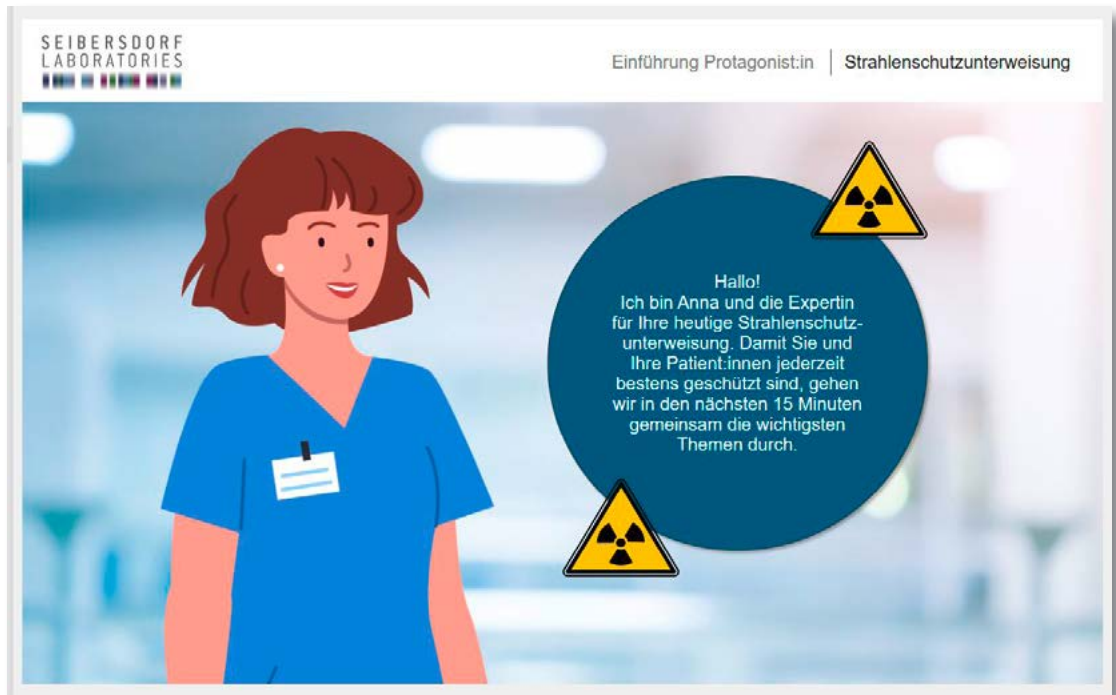 SEIBERSDORF
LABORATORIES
Einführung Protagonist:in | Strahlenschutzunterweisung
Hallo!
Ich bin Anna und die Expertin
für Ihre heutige Strahlenschutz-
unterweisung. Damit Sie und
Ihre Patient:innen jederzeit
bestens geschützt sind, gehen
wir in den nächsten 15 Minuten
gemeinsam die wichtigsten
Themen durch.